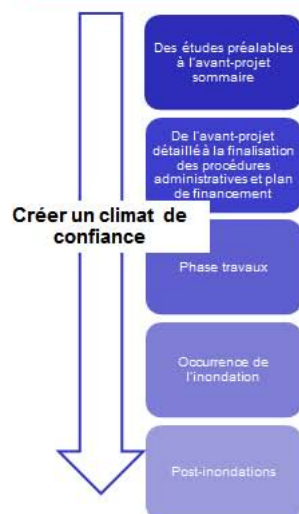 Des études préalables
à l'avant-projet
sommaire
De l'avant-projet
détaillé à la finalisation
des procédures
administratives et plan
de financement
Créer un climat de
confiance
Phase travaux
Occurrence de
l'inondation
Post-inondations